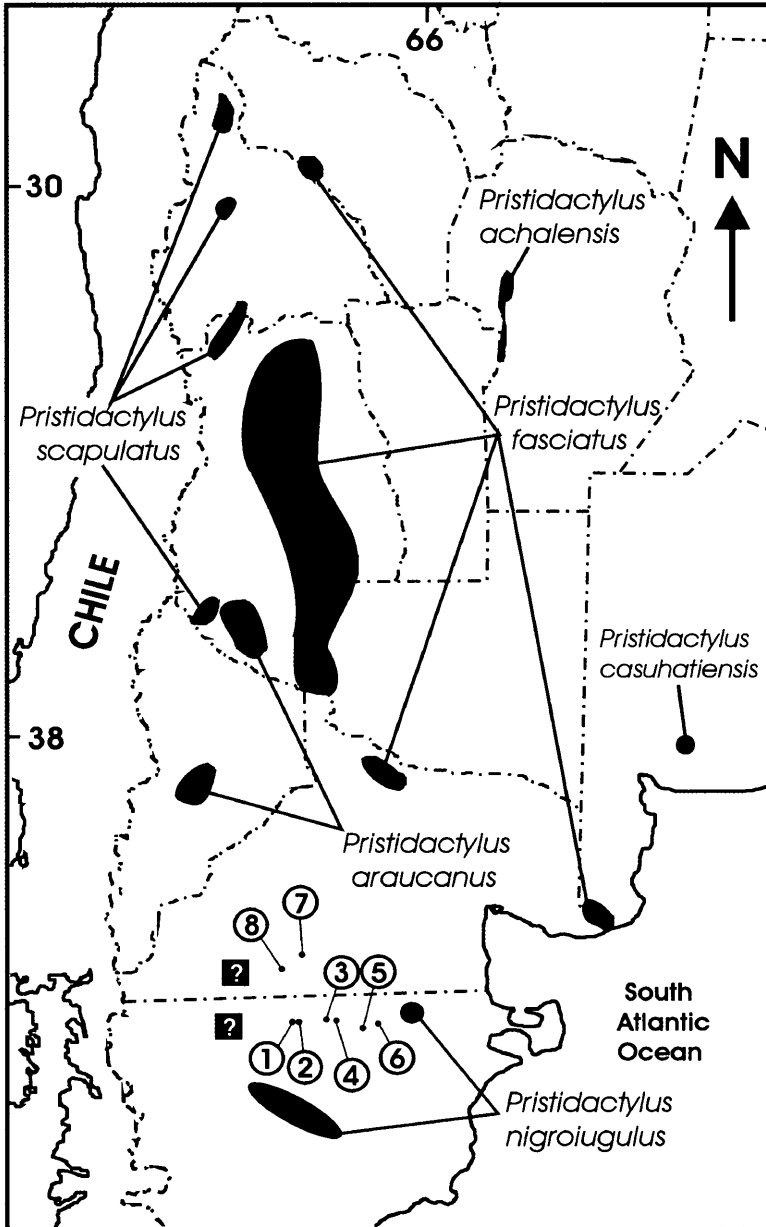 66
30
N
Pristidactylus
achalensis
Pristidactylus
scapulatus
Pristidactylus
fasciatus
CHILE
Pristidactylus
casuhatiensis
38
Pristidactylus
araucanus
7
8
?
3
5
?
1
2
4
6
South
Atlantic
Ocean
Pristidactylus
nigroiugulus